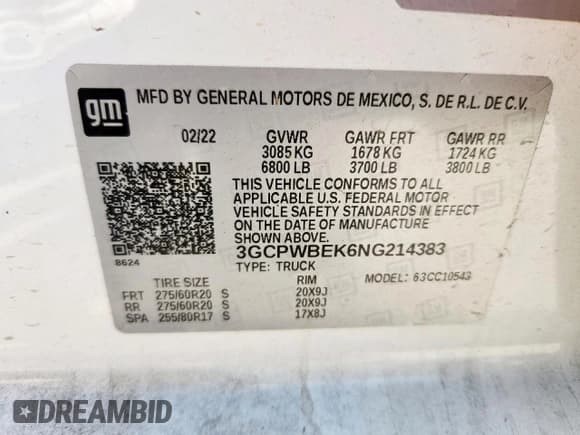 gm
MFD BY GENERAL MOTORS DE MEXICO, S. DE R.L. DE C.V.
02/22 GVWR GAWR FRT GAWR RR
3085 KG 1678 KG 1724 KG
6800 LB 3700 LB 3800 LB
THIS VEHICLE CONFORMS TO ALL
APPLICABLE U.S. FEDERAL MOTOR
VEHICLE SAFETY STANDARDS IN EFFECT
ON THE DATE OF MANUFACTURE
SHOWN ABOVE.
8624 3GCPWBEK6NG214383
TYPE: TRUCK MODEL: 63CC10543
TIRE SIZE RIM
FRT 275/60R20 S 20X9J
RR 275/60R20 S 20X9J
SPA 255/80R17 S 17X8J
DREAMBID